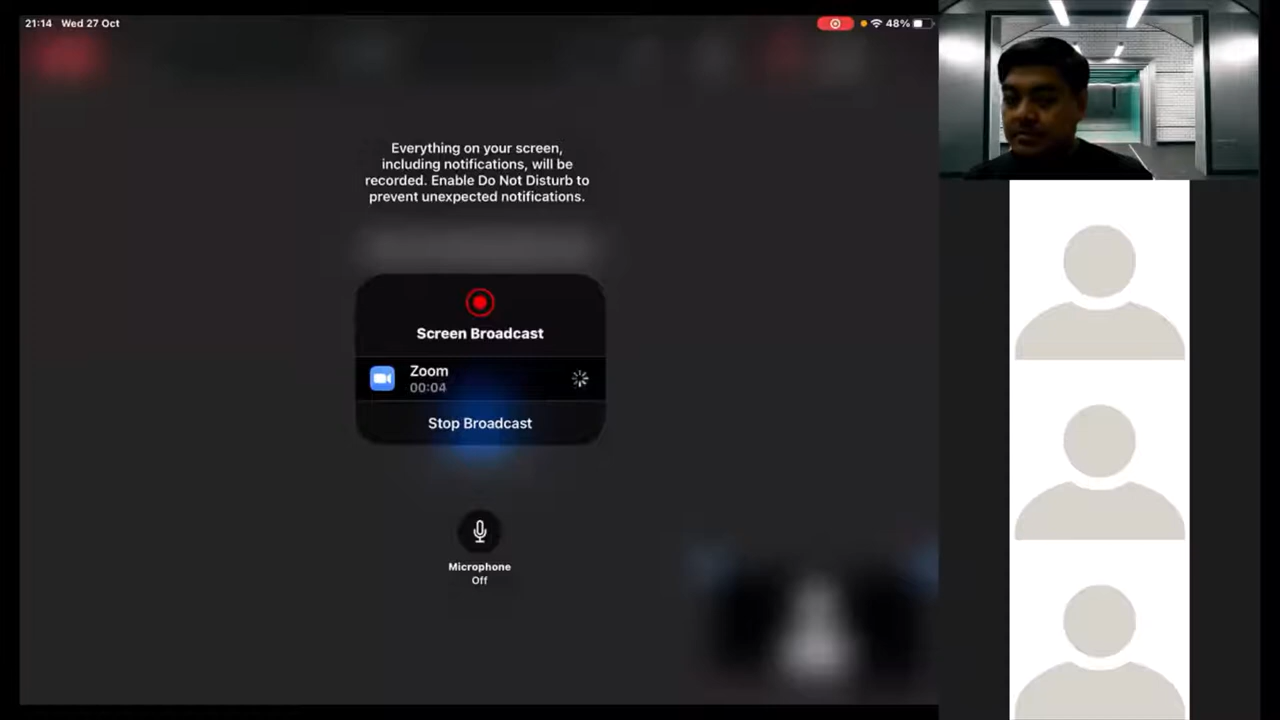 21:14 Wed 27 Oct
48%
Everything on your screen,
including notifications, will be
recorded. Enable Do Not Disturb to
prevent unexpected notifications.
Screen Broadcast
Zoom
00:04
Stop Broadcast
Microphone
Off